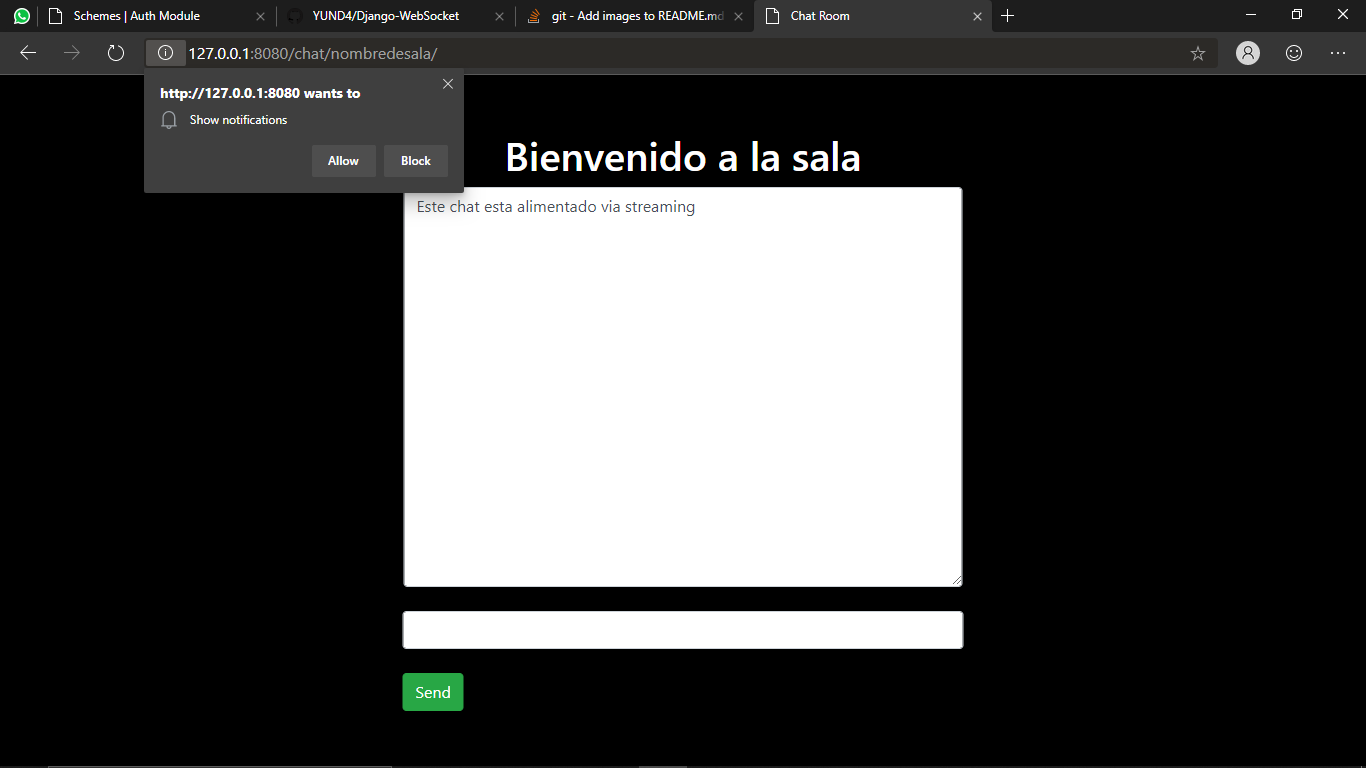 Schemes | Auth Module
YUND4/Django-WebSocket
git - Add images to README.md
Chat Room
127.0.0.1:8080/chat/nombredesala/
http://127.0.0.1:8080 wants to
Show notifications
Allow
Block
Bienvenido a la sala
Este chat esta alimentado via streaming
Send